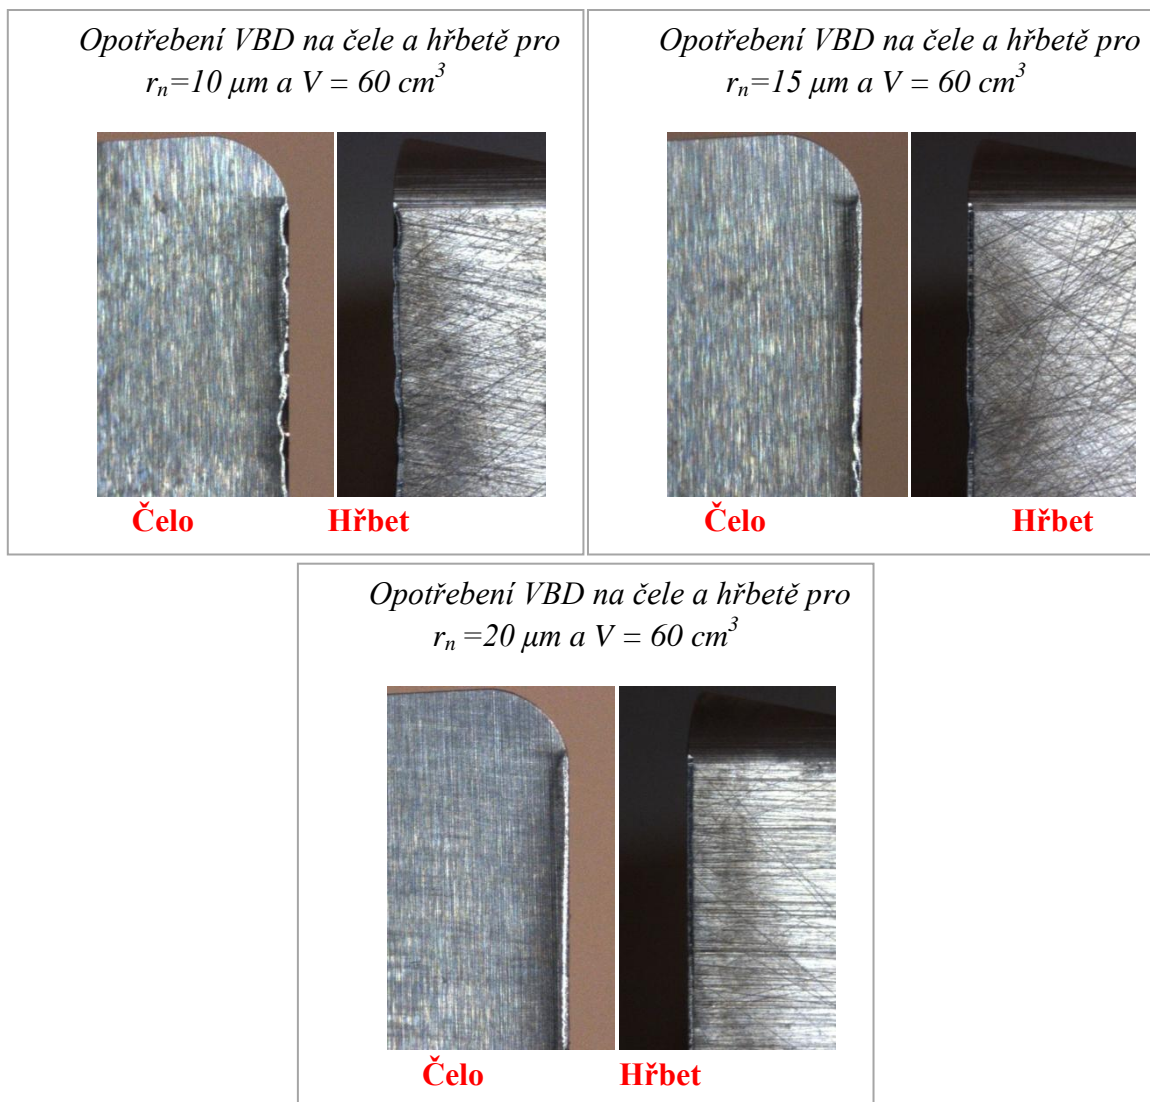 Opotřebení VBD na čele a hřbetě pro
rn=10 μm a V = 60 cm³
Čelo Hřbet
Opotřebení VBD na čele a hřbetě pro
rn=15 μm a V = 60 cm³
Čelo Hřbet
Opotřebení VBD na čele a hřbetě pro
rn =20 μm a V = 60 cm³
Čelo Hřbet